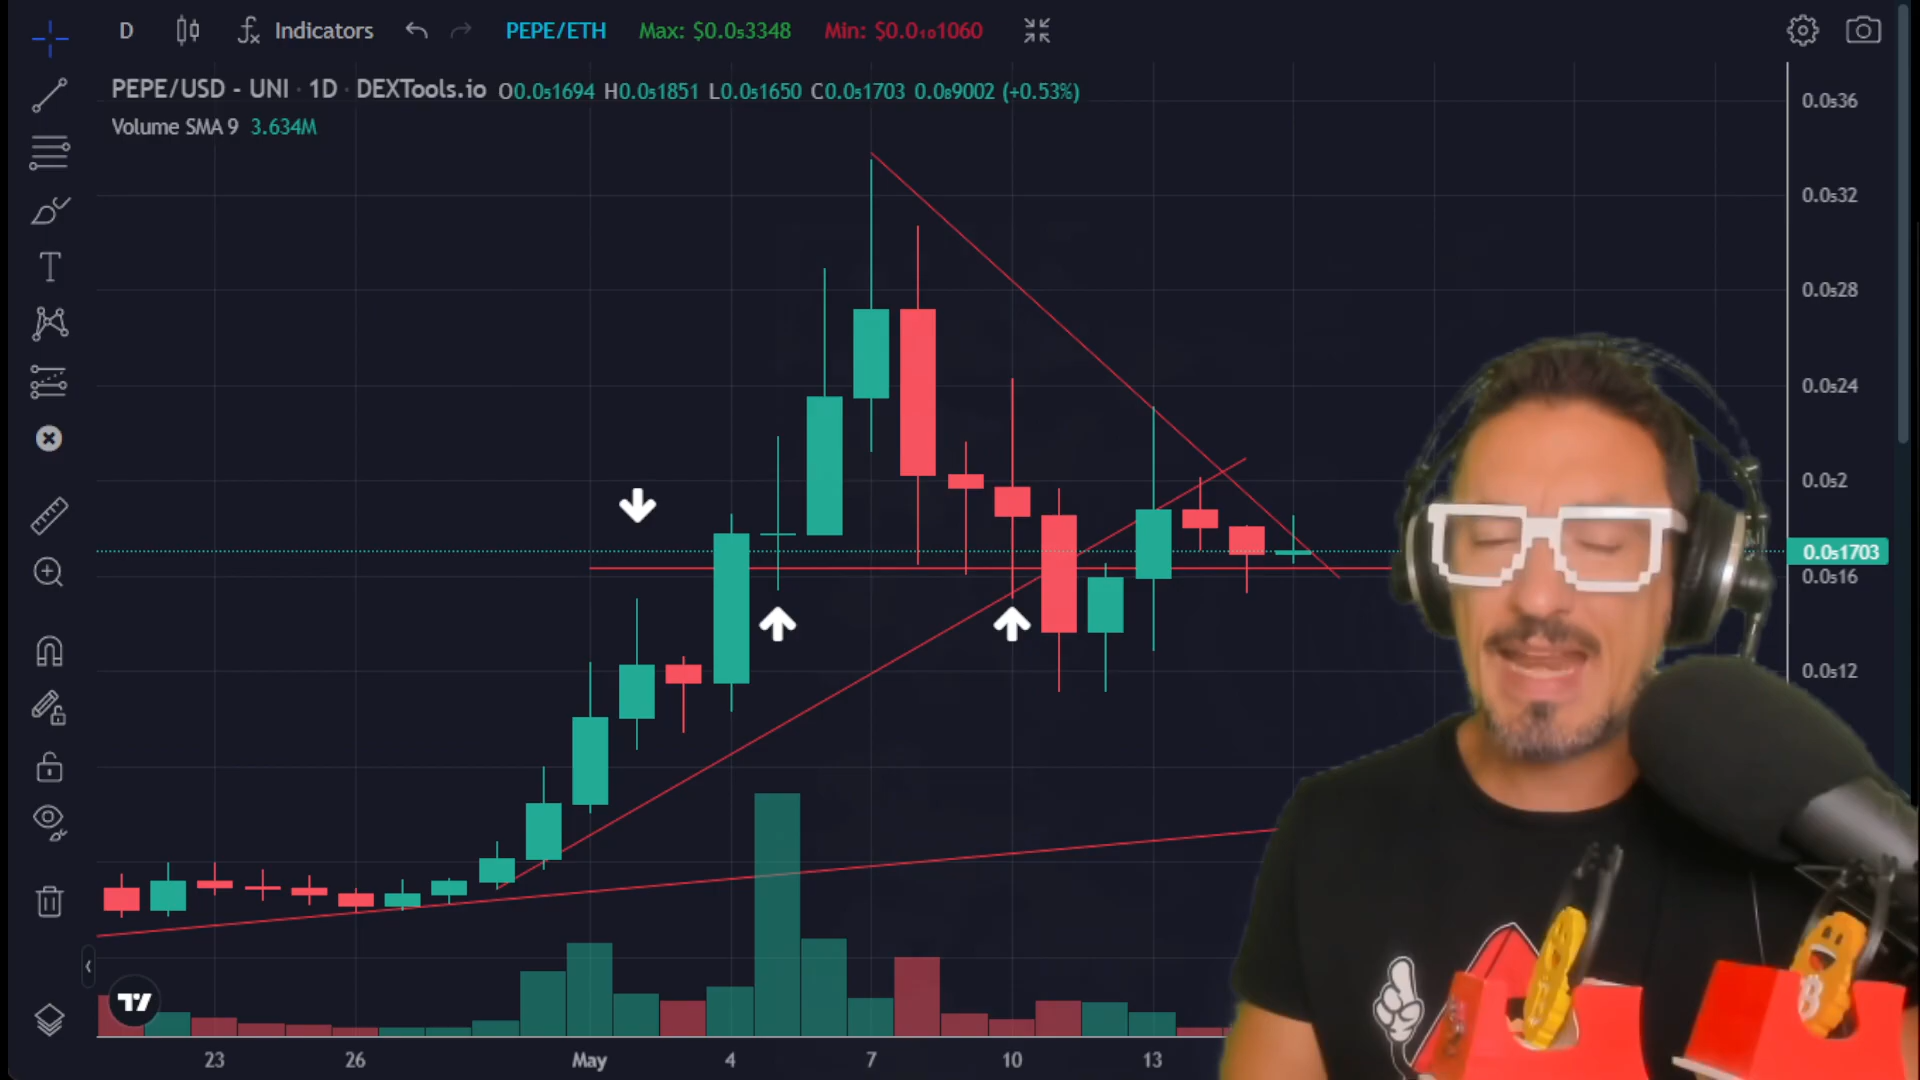 D Indicators PEPE/ETH Max: $0.0₅3348 Min: $0.0₁₀1060
PEPE/USD - UNI · 1D · DEXTools.io O0.0₅1694 H0.0₅1851 L0.0₅1650 C0.0₅1703 0.0₈9002 (+0.53%)
Volume SMA 9 3.634M
0.0₅36
0.0₅32
0.0₅28
0.0₅24
0.0₅2
0.0₅1703
0.0₅16
0.0₅12
23 26 May 4 7 10 13